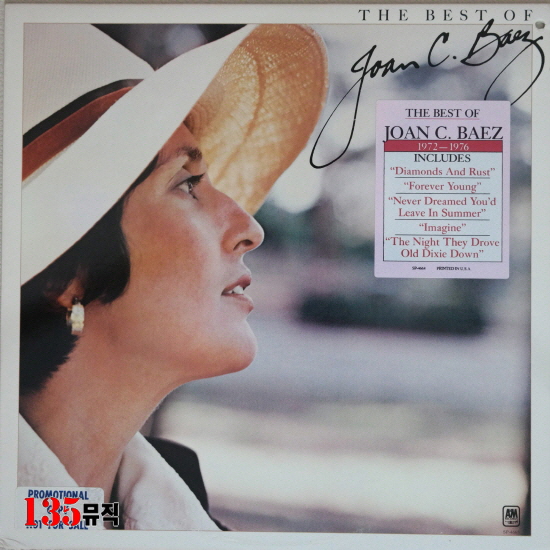 THE BEST OF
Joan C. Baez
THE BEST OF
JOAN C. BAEZ
1972—1976
INCLUDES
"Diamonds And Rust"
"Forever Young"
"Never Dreamed You'd
Leave In Summer"
"Imagine"
"The Night They Drove
Old Dixie Down"
SP-4668 PRINTED IN U.S.A.
PROMOTIONAL
135뮤직
NOT FOR SALE
A&M